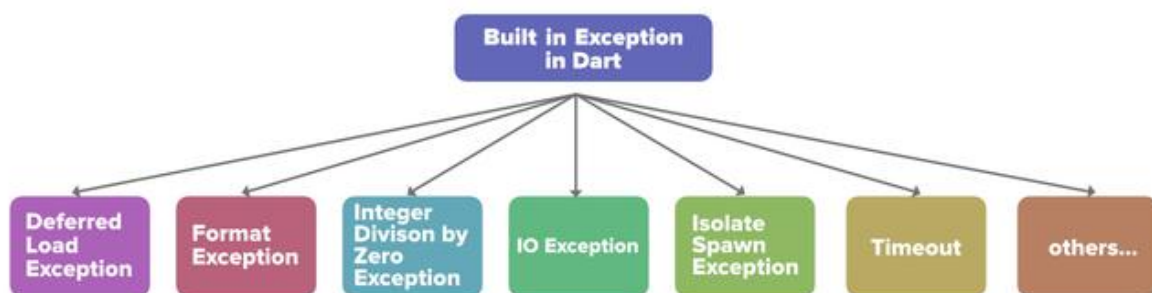 Built in Exception
in Dart
Deferred
Load
Exception
Format
Exception
Integer
Divison by
Zero
Exception
IO Exception
Isolate
Spawn
Exception
Timeout
others...